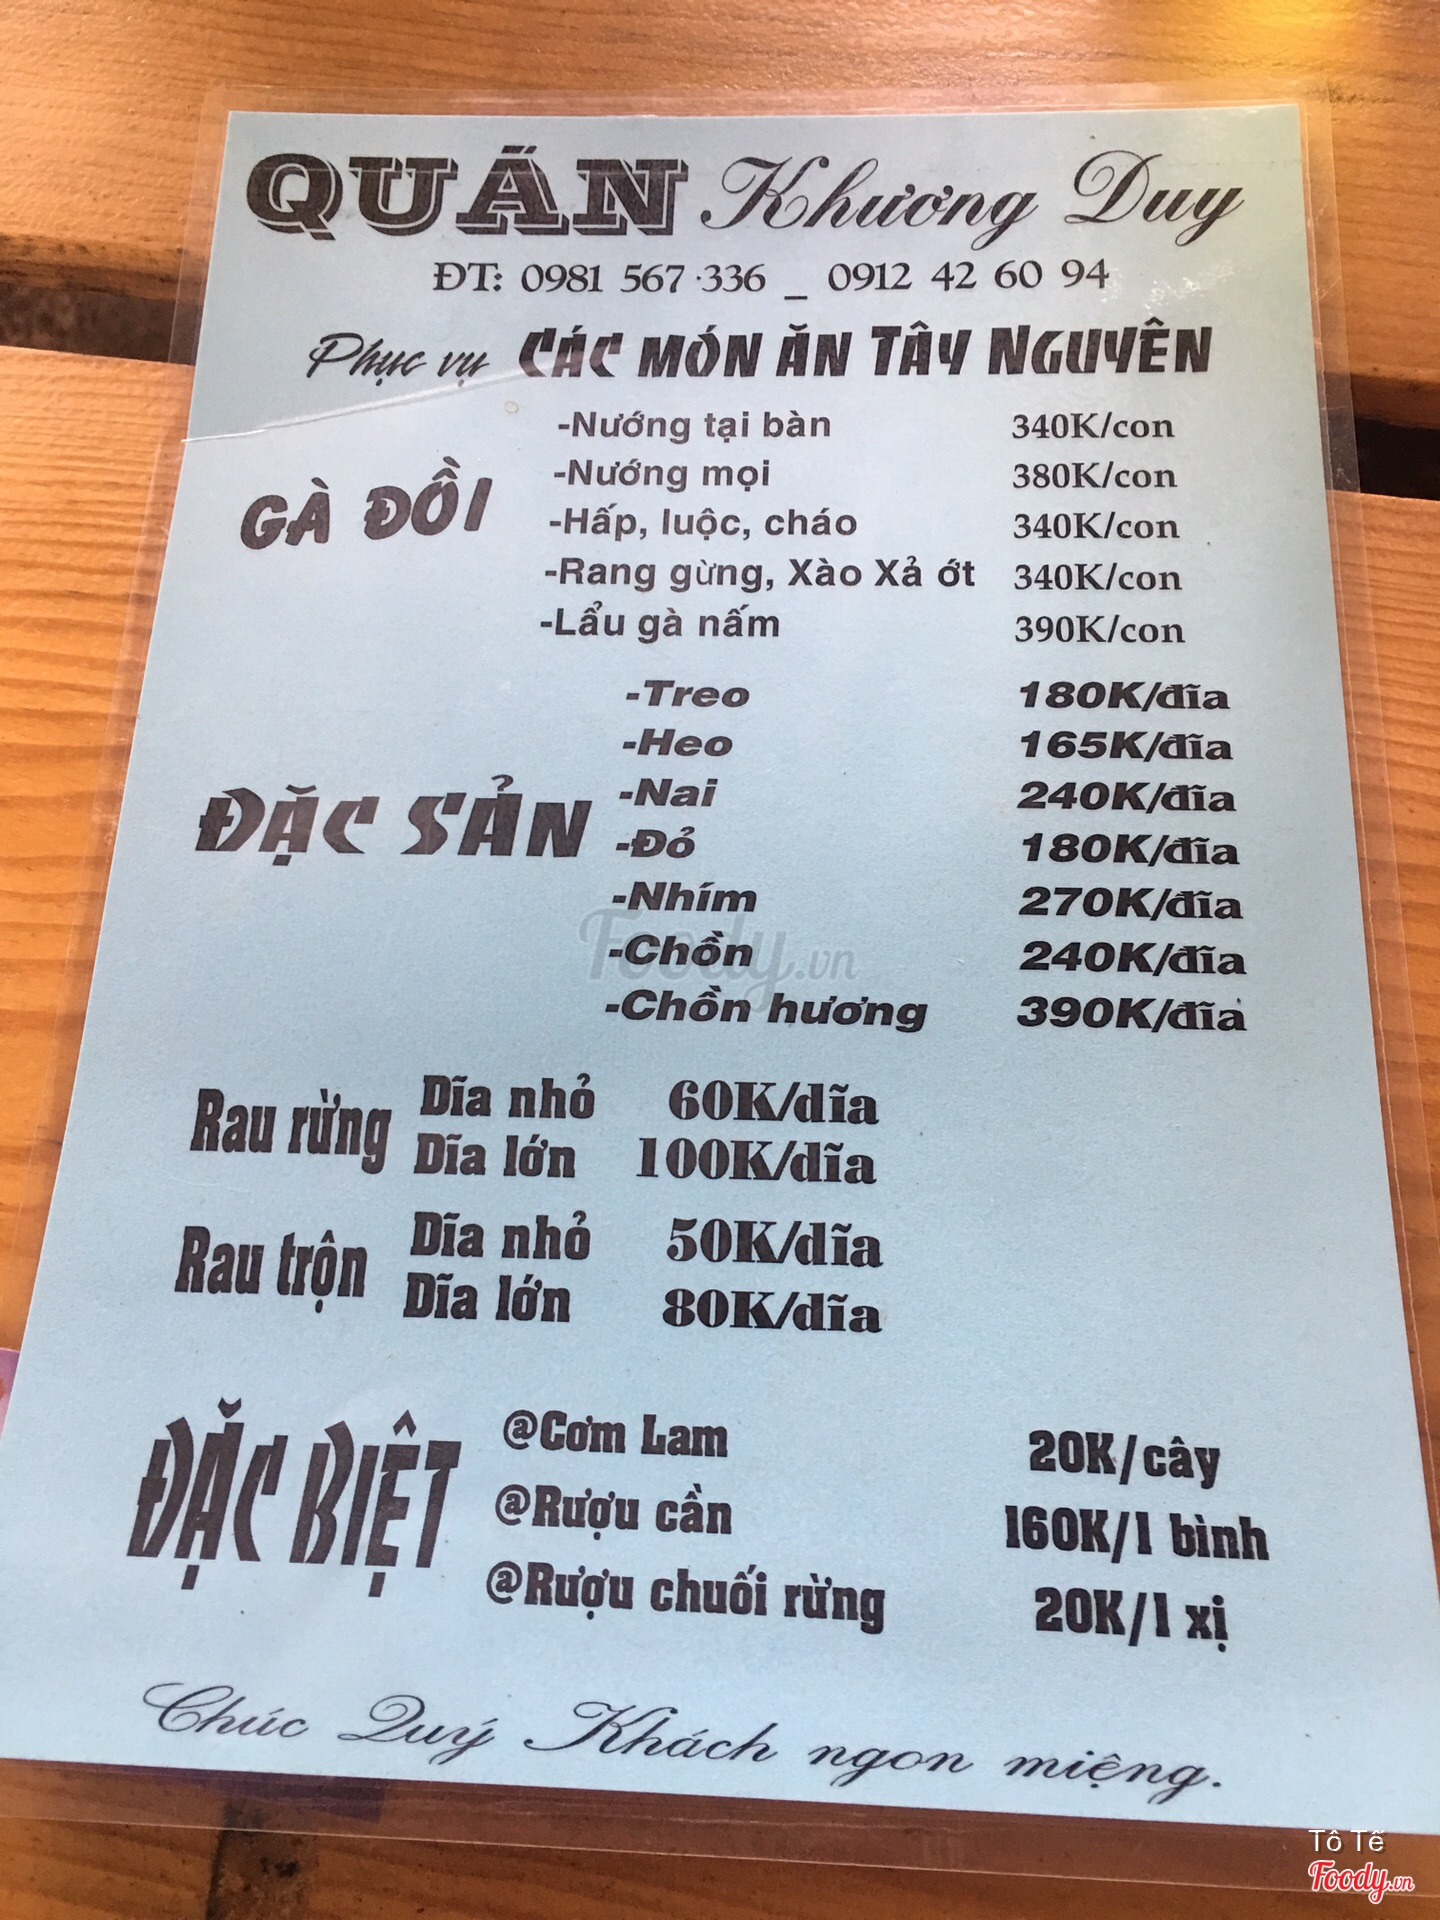 QUÁN Khương Duy
ĐT: 0981 567 336 _ 0912 42 60 94
Phục vụ CÁC MÓN ĂN TÂY NGUYÊN
GÀ ĐỒI
-Nướng tại bàn 340K/con
-Nướng mọi 380K/con
-Hấp, luộc, cháo 340K/con
-Rang gừng, Xào Xả ớt 340K/con
-Lẩu gà nấm 390K/con
ĐẶC SẢN
-Treo 180K/đĩa
-Heo 165K/đĩa
-Nai 240K/đĩa
-Đỏ 180K/đĩa
-Nhím 270K/đĩa
-Chồn 240K/đĩa
-Chồn hương 390K/đĩa
Rau rừng
Dĩa nhỏ 60K/dĩa
Dĩa lớn 100K/dĩa
Rau trộn
Dĩa nhỏ 50K/dĩa
Dĩa lớn 80K/dĩa
ĐẶC BIỆT
@Cơm Lam 20K/cây
@Rượu cần 160K/1 bình
@Rượu chuối rừng 20K/1 xị
Chúc Quý Khách ngon miệng.
Foody.vn
Tô Tế
Foody.vn